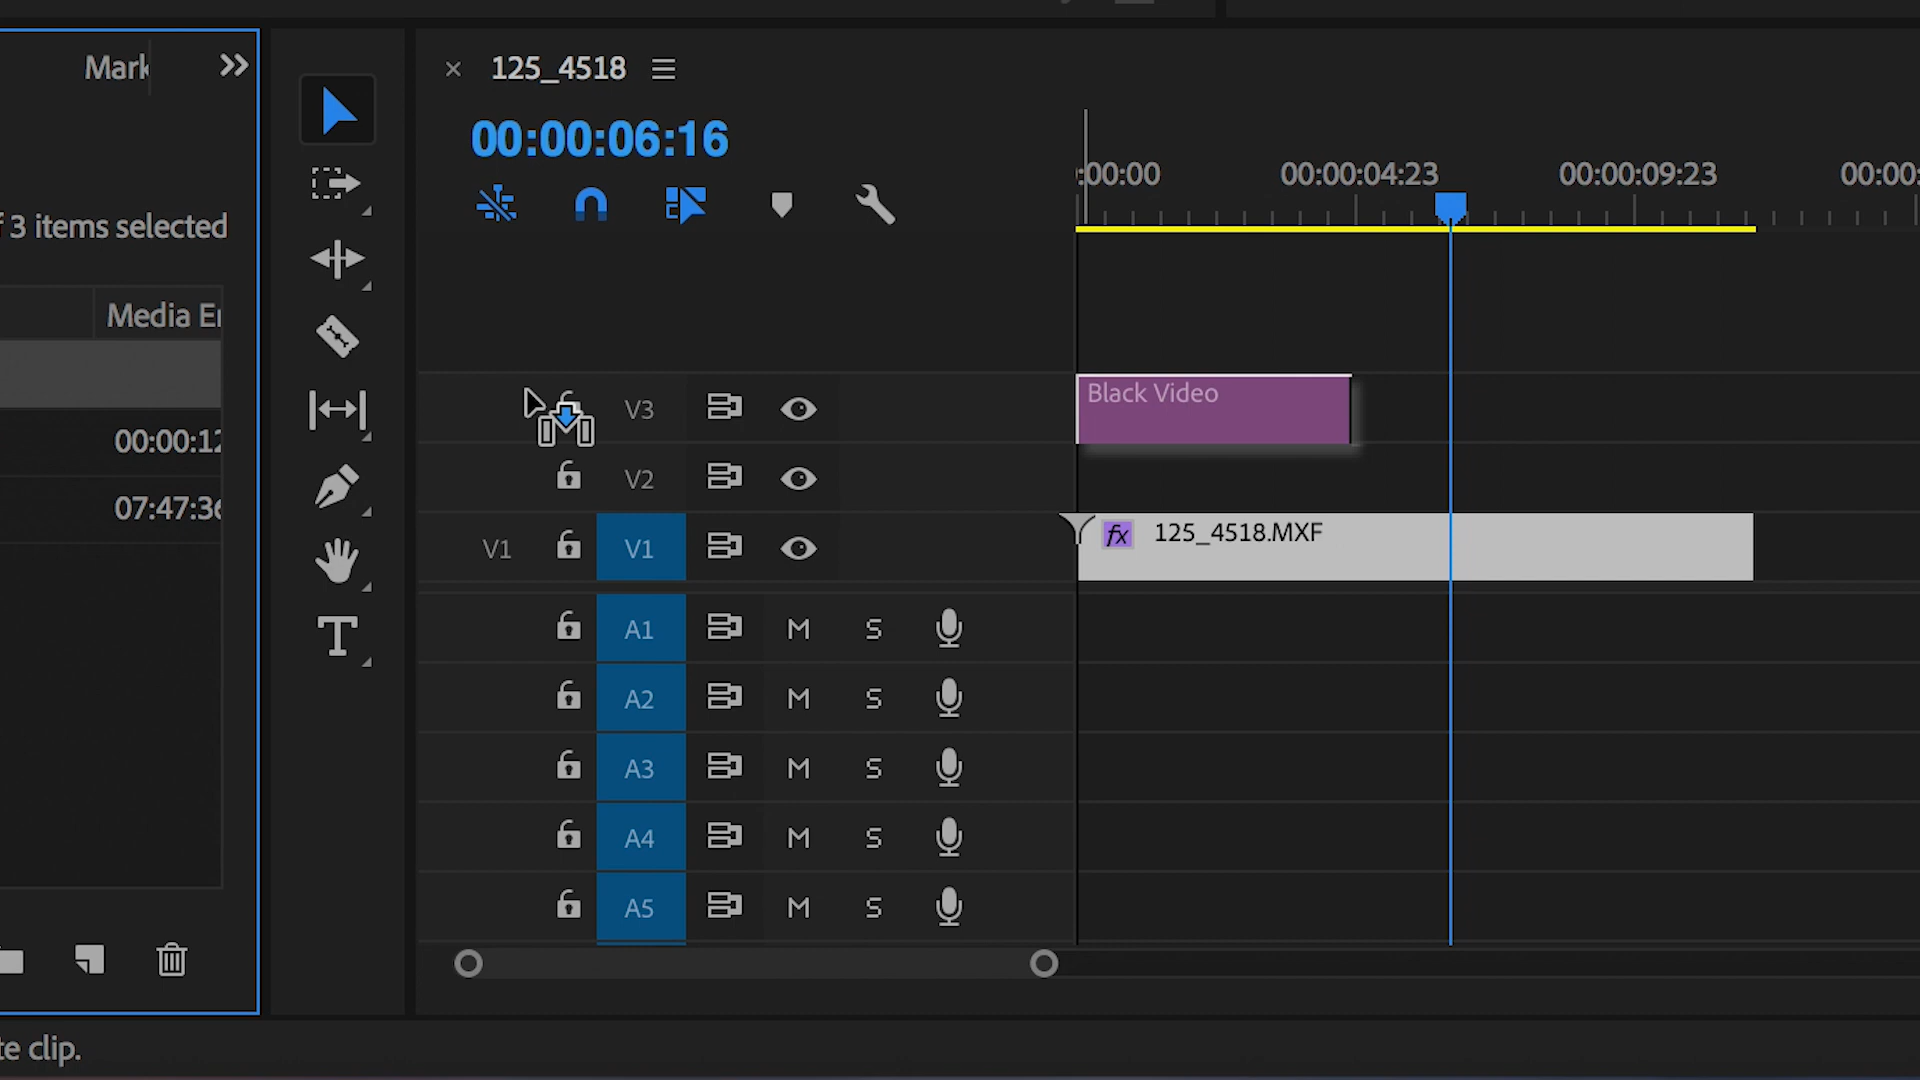 Mark
125_4518
00:00:06:16
:00:00
00:00:04:23
00:00:09:23
00:00:
3 items selected
Media
00:00:12
07:47:36
V3
Black Video
V2
V1
V1
fx
125_4518.MXF
A1
M
S
A2
M
S
A3
M
S
A4
M
S
A5
M
S
T
te clip.